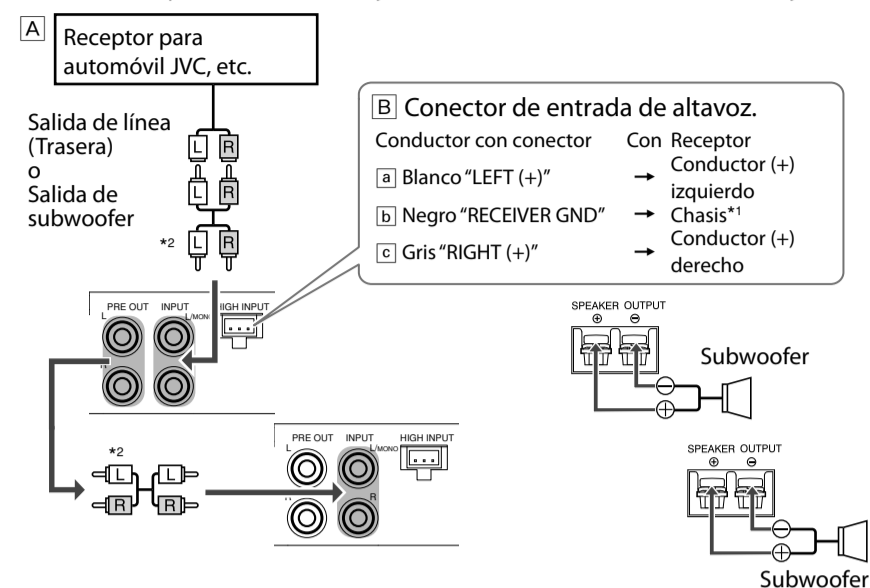 A
Receptor para
automóvil JVC, etc.
Salida de línea
(Trasera)
o
Salida de
subwoofer
L R
L R
*2 L R
B Conector de entrada de altavoz.
Conductor con conector Con Receptor
a Blanco “LEFT (+)” → Conductor (+)
izquierdo
b Negro “RECEIVER GND” → Chasis*1
c Gris “RIGHT (+)” → Conductor (+)
derecho
PRE OUT INPUT HIGH INPUT
L L/MONO
SPEAKER OUTPUT
⊕ ⊖
Subwoofer
⊖
⊕
*2
L L
R R
PRE OUT INPUT HIGH INPUT
L L/MONO
R
SPEAKER OUTPUT
⊕ ⊖
⊖
⊕
Subwoofer